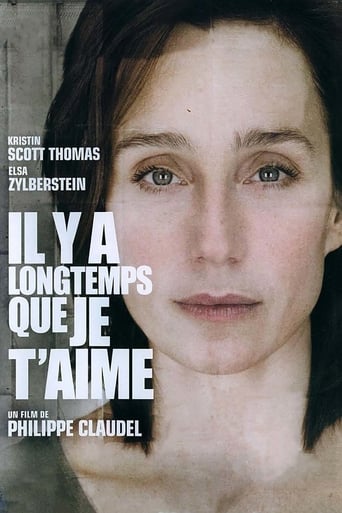 KRISTIN
SCOTT THOMAS
ELSA
ZYLBERSTEIN
IL Y A
LONGTEMPS
QUE JE
T'AIME
UN FILM DE
PHILIPPE CLAUDEL